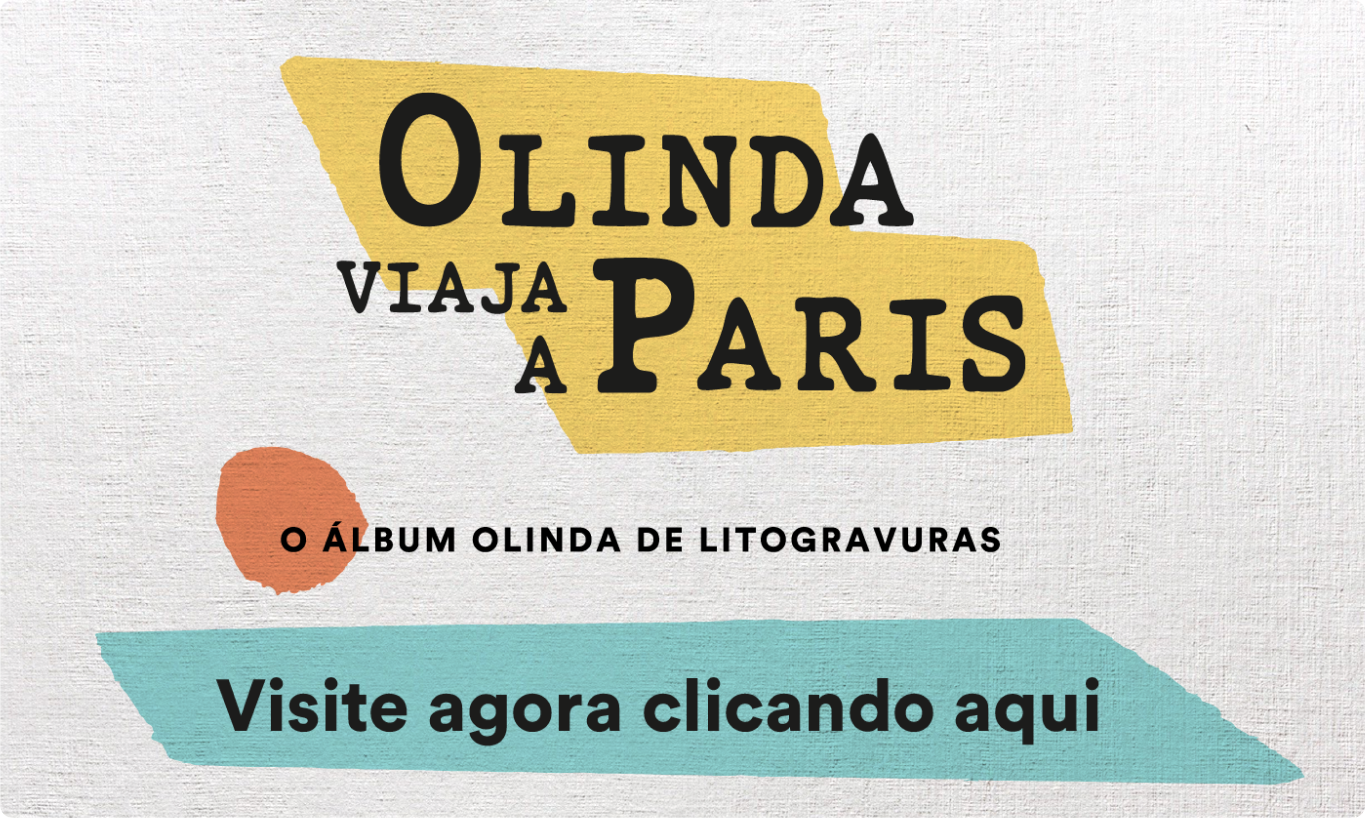 OLINDA
VIAJA
A PARIS
O ÁLBUM OLINDA DE LITOGRAVURAS
Visite agora clicando aqui